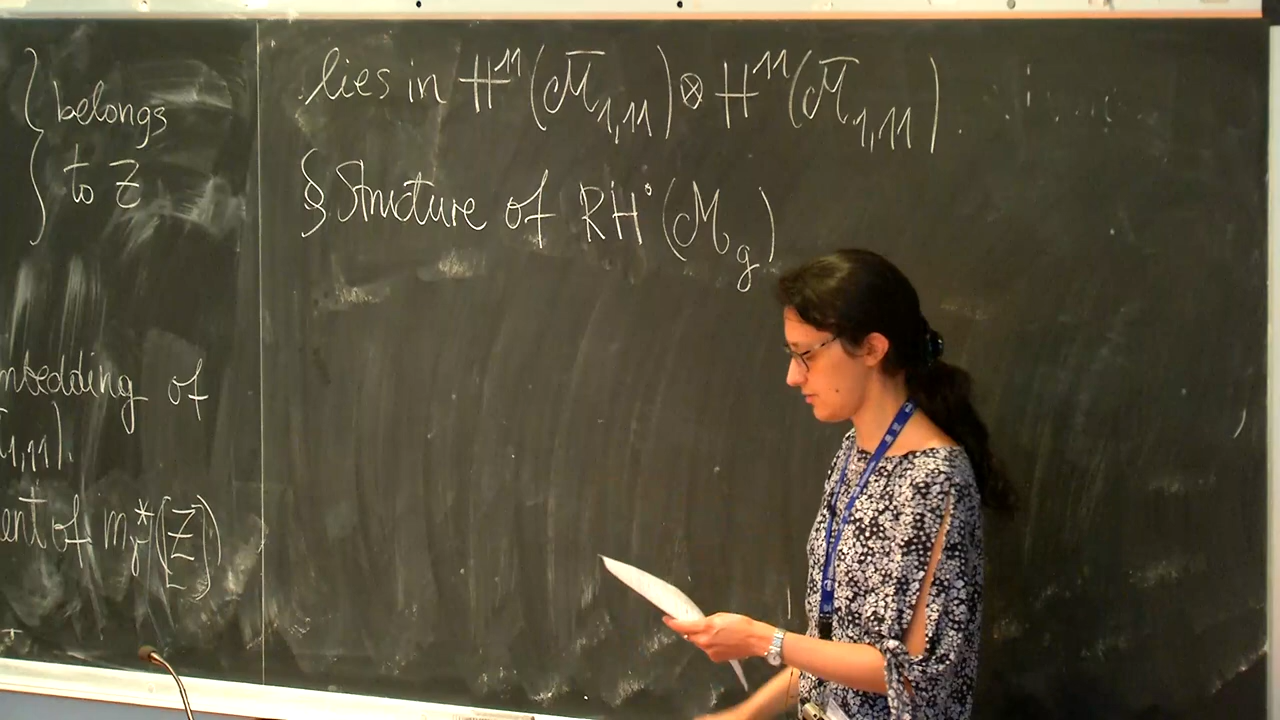 belongs
to Z
mbedding of
1,11).
ent of m_γ^*([Z])
lies in H^11(M̄_1,11) ⊗ H^11(M̄_1,11).
§ Structure of RH^•(M_g)